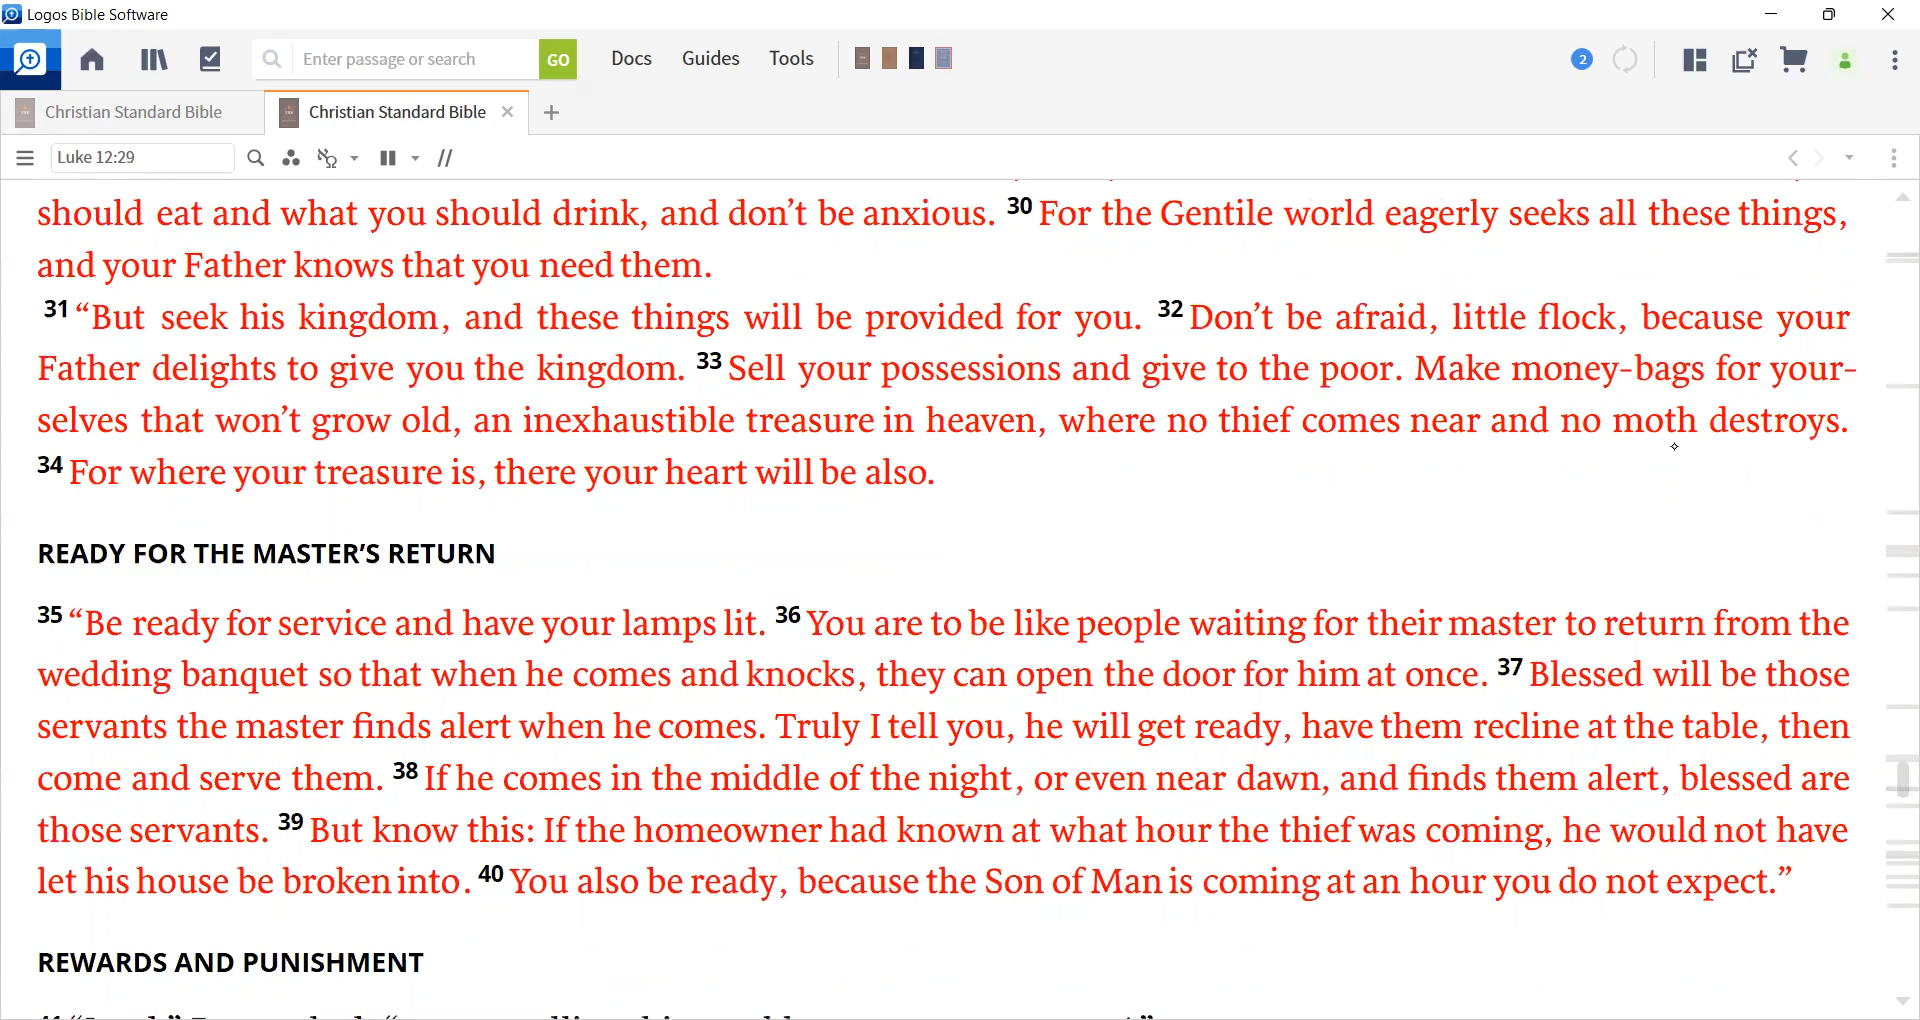 Logos Bible Software
Enter passage or search GO Docs Guides Tools 2
Christian Standard Bible Christian Standard Bible
Luke 12:29
should eat and what you should drink, and don’t be anxious. 30 For the Gentile world eagerly seeks all these things,
and your Father knows that you need them.
31 “But seek his kingdom, and these things will be provided for you. 32 Don’t be afraid, little flock, because your
Father delights to give you the kingdom. 33 Sell your possessions and give to the poor. Make money-bags for your-
selves that won’t grow old, an inexhaustible treasure in heaven, where no thief comes near and no moth destroys.
34 For where your treasure is, there your heart will be also.
READY FOR THE MASTER’S RETURN
35 “Be ready for service and have your lamps lit. 36 You are to be like people waiting for their master to return from the
wedding banquet so that when he comes and knocks, they can open the door for him at once. 37 Blessed will be those
servants the master finds alert when he comes. Truly I tell you, he will get ready, have them recline at the table, then
come and serve them. 38 If he comes in the middle of the night, or even near dawn, and finds them alert, blessed are
those servants. 39 But know this: If the homeowner had known at what hour the thief was coming, he would not have
let his house be broken into. 40 You also be ready, because the Son of Man is coming at an hour you do not expect.”
REWARDS AND PUNISHMENT